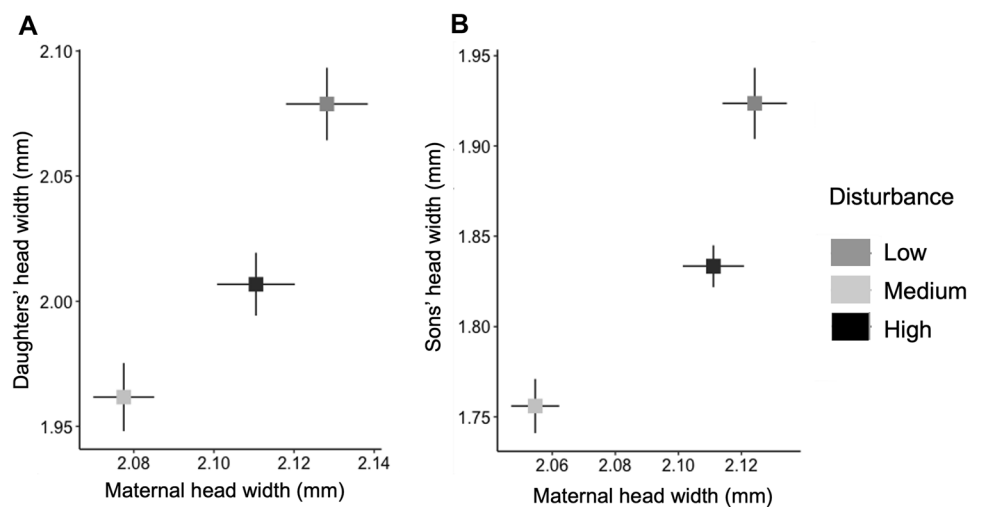 A
2.10
2.05
2.00
1.95
Daughters' head width (mm)
2.08
2.10
2.12
2.14
Maternal head width (mm)
B
1.95
1.90
1.85
1.80
1.75
Sons' head width (mm)
2.06
2.08
2.10
2.12
Maternal head width (mm)
Disturbance
Low
Medium
High